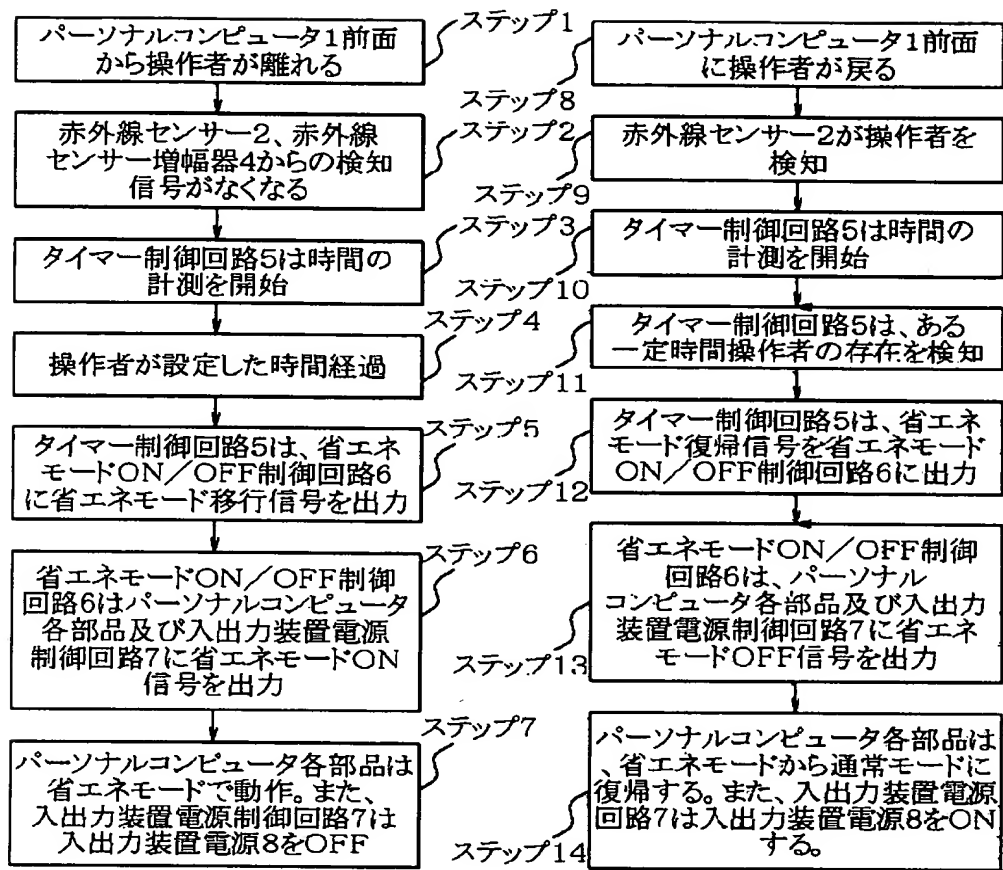 パーソナルコンピュータ1前面
から操作者が離れる
ステップ1
赤外線センサー2、赤外線
センサー増幅器4からの検知
信号がなくなる
ステップ2
タイマー制御回路5は時間の
計測を開始
ステップ3
操作者が設定した時間経過
ステップ4
タイマー制御回路5は、省エネ
モードON／OFF制御回路6
に省エネモード移行信号を出力
ステップ5
省エネモードON／OFF制御
回路6はパーソナルコンピュータ
各部品及び入出力装置電源
制御回路7に省エネモードON
信号を出力
ステップ6
パーソナルコンピュータ各部品は
省エネモードで動作。また、
入出力装置電源制御回路7は
入出力装置電源8をOFF
ステップ7
パーソナルコンピュータ1前面
に操作者が戻る
ステップ8
赤外線センサー2が操作者を
検知
ステップ9
タイマー制御回路5は時間の
計測を開始
ステップ10
タイマー制御回路5は、ある
一定時間操作者の存在を検知
ステップ11
タイマー制御回路5は、省エネ
モード復帰信号を省エネモード
ON／OFF制御回路6に出力
ステップ12
省エネモードON／OFF制御
回路6は、パーソナル
コンピュータ各部品及び入出力
装置電源制御回路7に省エネ
モードOFF信号を出力
ステップ13
パーソナルコンピュータ各部品は
、省エネモードから通常モードに
復帰する。また、入出力装置電源
回路7は入出力装置電源8をON
する。
ステップ14